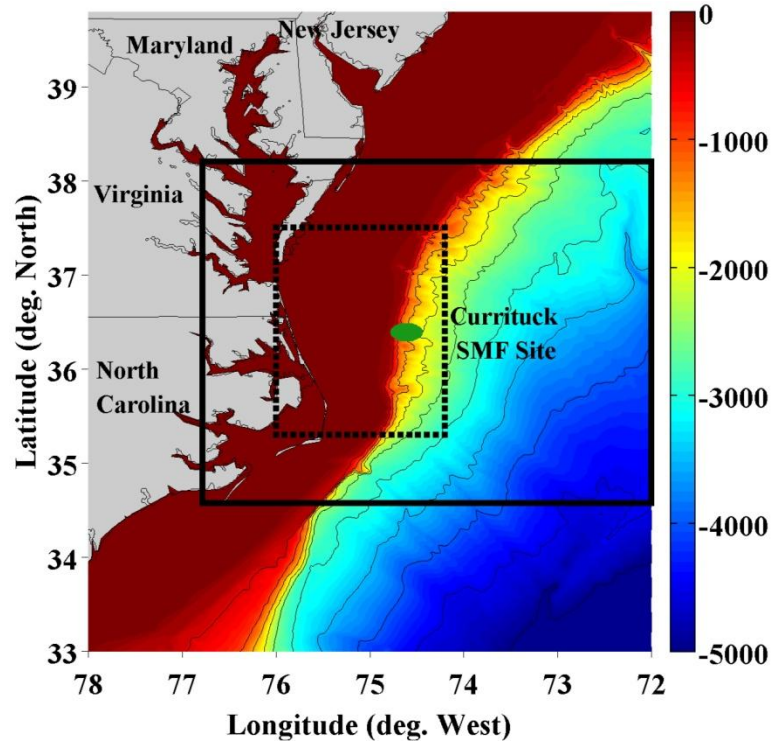 New Jersey
Maryland
Virginia
North
Carolina
Currituck
SMF Site
Latitude (deg. North)
39
38
37
36
35
34
33
78 77 76 75 74 73 72
Longitude (deg. West)
0
-1000
-2000
-3000
-4000
-5000